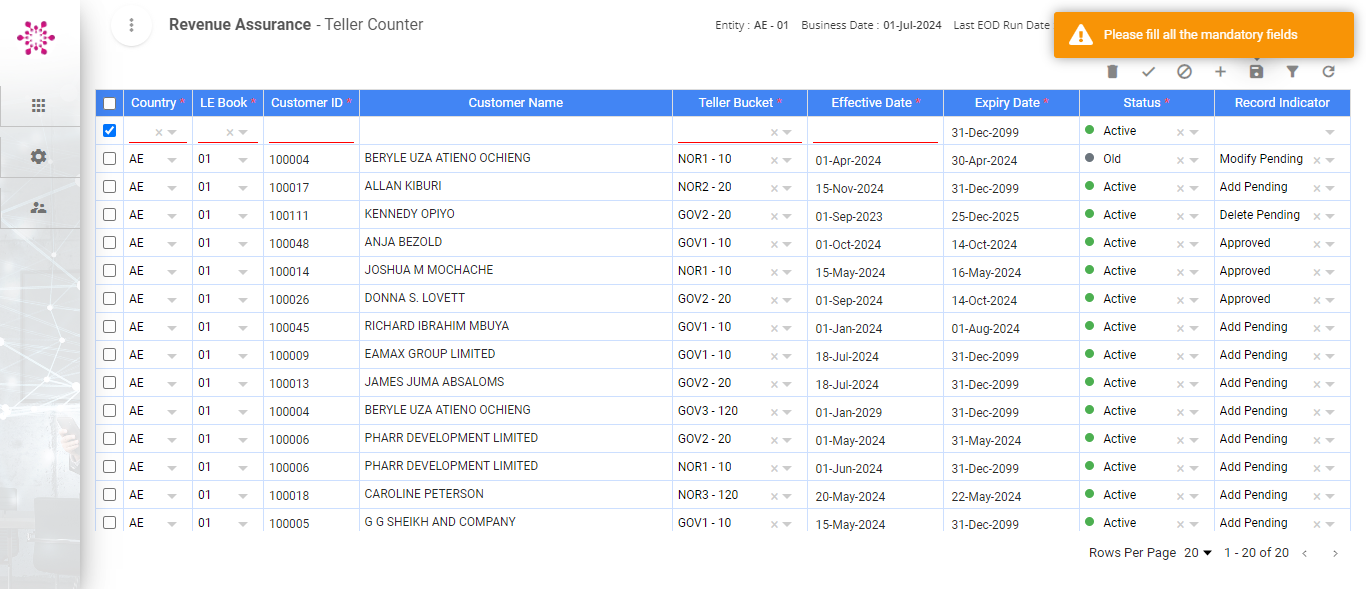 Revenue Assurance - Teller Counter
Entity : AE - 01 Business Date : 01-Jul-2024 Last EOD Run Date
Please fill all the mandatory fields
Country * LE Book * Customer ID * Customer Name Teller Bucket * Effective Date * Expiry Date * Status * Record Indicator
31-Dec-2099 Active
AE 01 100004 BERYLE UZA ATIENO OCHIENG NOR1 - 10 01-Apr-2024 30-Apr-2024 Old Modify Pending
AE 01 100017 ALLAN KIBURI NOR2 - 20 15-Nov-2024 31-Dec-2099 Active Add Pending
AE 01 100111 KENNEDY OPIYO GOV2 - 20 01-Sep-2023 25-Dec-2025 Active Delete Pending
AE 01 100048 ANJA BEZOLD GOV1 - 10 01-Oct-2024 14-Oct-2024 Active Approved
AE 01 100014 JOSHUA M MOCHACHE NOR1 - 10 15-May-2024 16-May-2024 Active Approved
AE 01 100026 DONNA S. LOVETT GOV2 - 20 01-Sep-2024 14-Oct-2024 Active Approved
AE 01 100045 RICHARD IBRAHIM MBUYA GOV1 - 10 01-Jan-2024 01-Aug-2024 Active Add Pending
AE 01 100009 EAMAX GROUP LIMITED GOV1 - 10 18-Jul-2024 31-Dec-2099 Active Add Pending
AE 01 100013 JAMES JUMA ABSALOMS GOV2 - 20 18-Jul-2024 31-Dec-2099 Active Add Pending
AE 01 100004 BERYLE UZA ATIENO OCHIENG GOV3 - 120 01-Jan-2029 31-Dec-2099 Active Add Pending
AE 01 100006 PHARR DEVELOPMENT LIMITED GOV2 - 20 01-May-2024 31-May-2024 Active Add Pending
AE 01 100006 PHARR DEVELOPMENT LIMITED NOR1 - 10 01-Jun-2024 31-Dec-2099 Active Add Pending
AE 01 100018 CAROLINE PETERSON NOR3 - 120 20-May-2024 22-May-2024 Active Add Pending
AE 01 100005 G G SHEIKH AND COMPANY GOV1 - 10 15-May-2024 31-Dec-2099 Active Add Pending
Rows Per Page 20 1 - 20 of 20